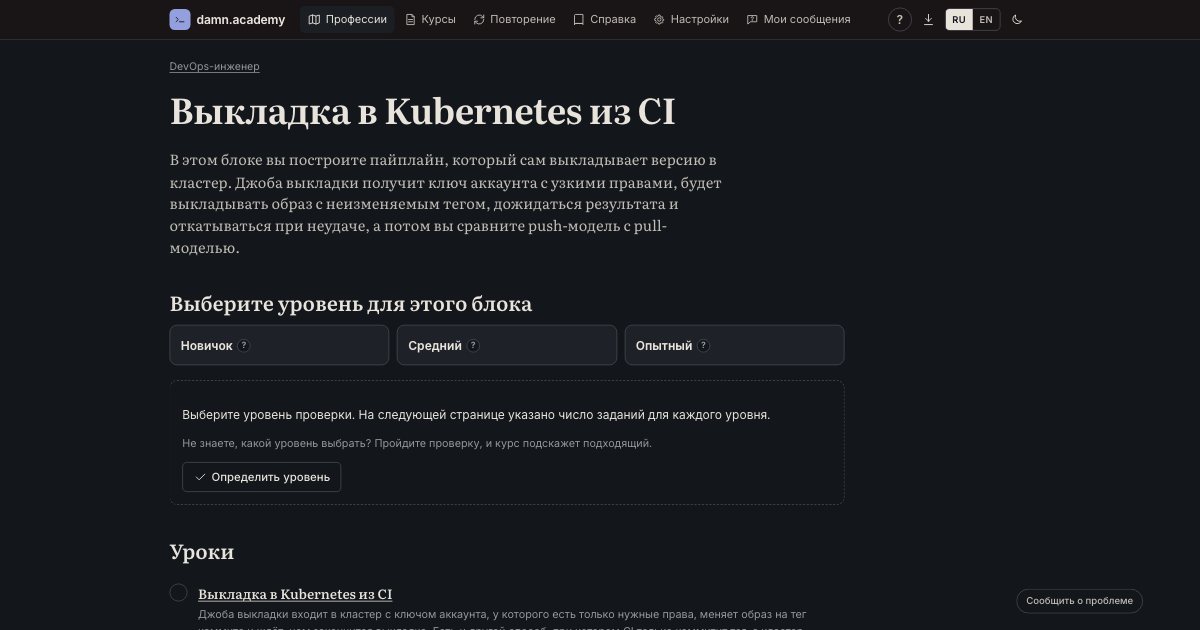 damn.academy
Профессии
Курсы
Повторение
Справка
Настройки
Мои сообщения
?
RU
EN
DevOps-инженер
Выкладка в Kubernetes из CI
В этом блоке вы построите пайплайн, который сам выкладывает версию в
кластер. Джоба выкладки получит ключ аккаунта с узкими правами, будет
выкладывать образ с неизменяемым тегом, дожидаться результата и
откатываться при неудаче, а потом вы сравните push-модель с pull-
моделью.
Выберите уровень для этого блока
Новичок ?
Средний ?
Опытный ?
Выберите уровень проверки. На следующей странице указано число заданий для каждого уровня.
Не знаете, какой уровень выбрать? Пройдите проверку, и курс подскажет подходящий.
Определить уровень
Уроки
Выкладка в Kubernetes из CI
Джоба выкладки входит в кластер с ключом аккаунта, у которого есть только нужные права, меняет образ на тег
Сообщить о проблеме